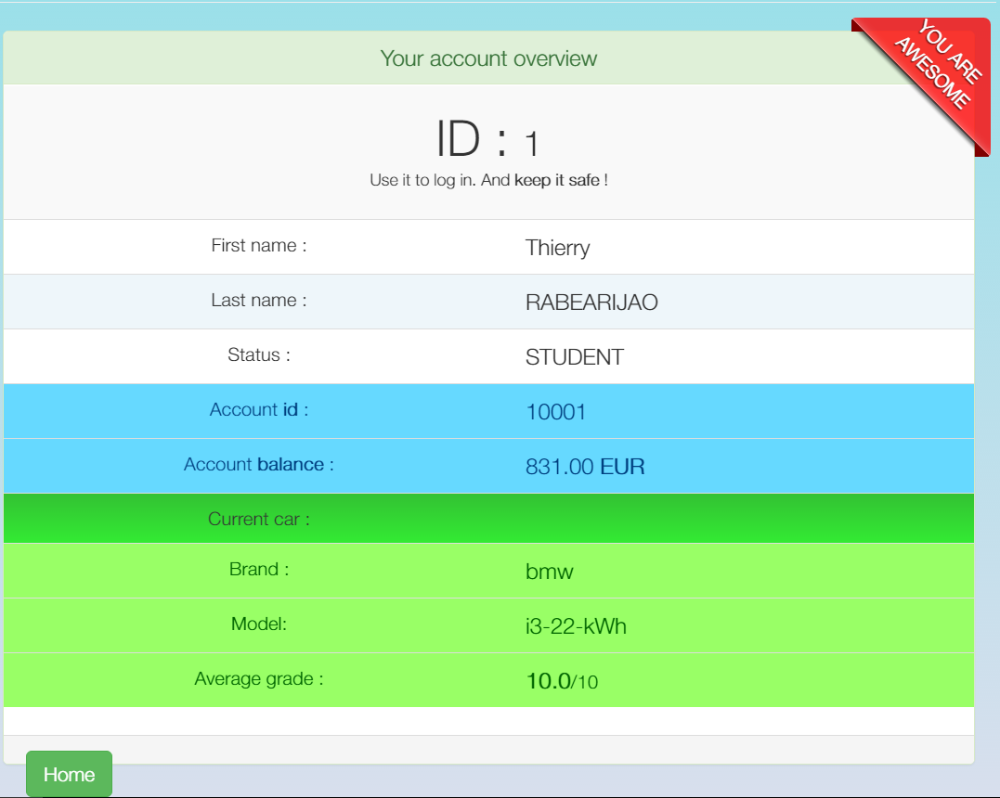 YOU ARE
AWESOME
Your account overview
ID : 1
Use it to log in. And keep it safe !
First name : Thierry
Last name : RABEARIJAO
Status : STUDENT
Account id : 10001
Account balance : 831.00 EUR
Current car :
Brand : bmw
Model: i3-22-kWh
Average grade : 10.0/10
Home